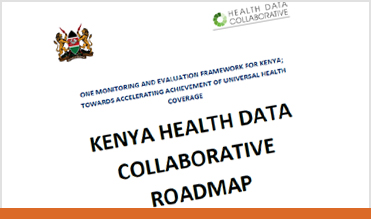 HEALTH DATA
COLLABORATIVE
ONE MONITORING AND EVALUATION FRAMEWORK FOR KENYA;
TOWARDS ACCELERATING ACHIEVEMENT OF UNIVERSAL HEALTH
COVERAGE
KENYA HEALTH DATA
COLLABORATIVE
ROADMAP